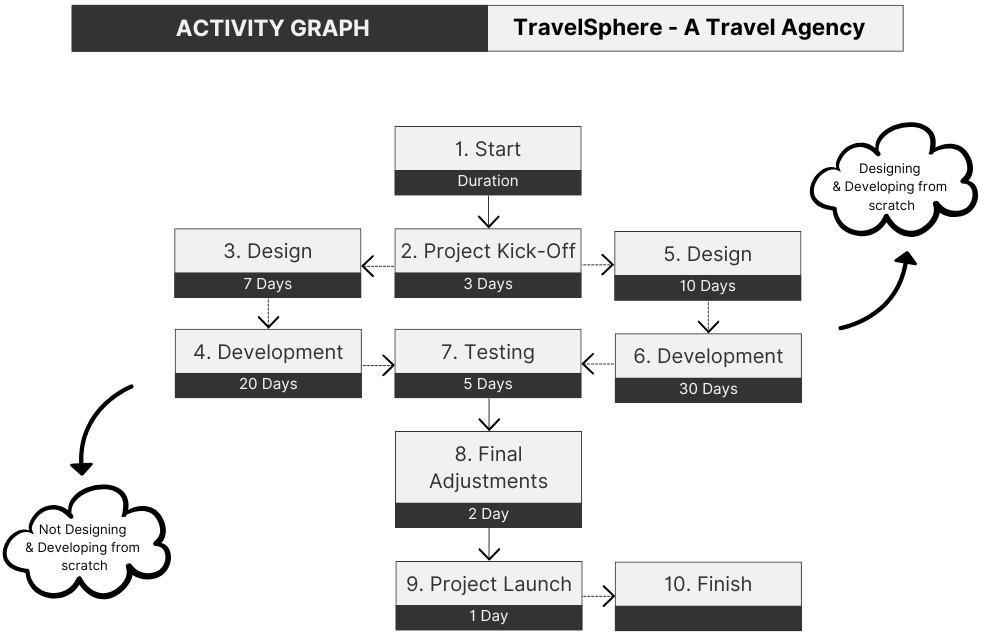 ACTIVITY GRAPH
TravelSphere - A Travel Agency
1. Start
Duration
Designing
& Developing from
scratch
3. Design
7 Days
2. Project Kick-Off
3 Days
5. Design
10 Days
4. Development
20 Days
7. Testing
5 Days
6. Development
30 Days
8. Final
Adjustments
2 Day
Not Designing
& Developing from
scratch
9. Project Launch
1 Day
10. Finish